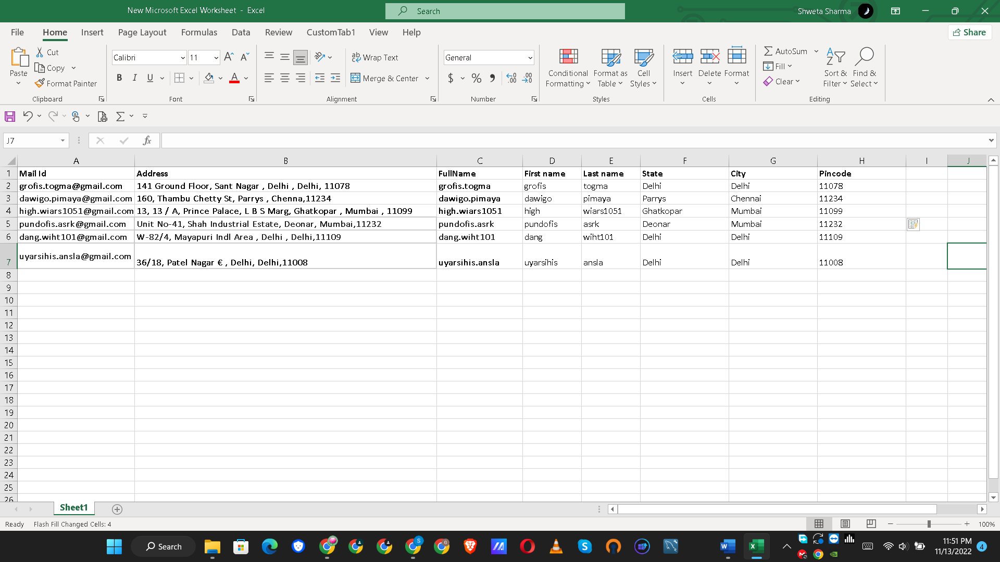 New Microsoft Excel Worksheet - Excel
Search
Shweta Sharma
File Home Insert Page Layout Formulas Data Review CustomTab1 View Help
Share
Paste
Cut
Copy
Format Painter
Clipboard
Calibri 11
B I U
A
Font
ab Wrap Text
Merge & Center
Alignment
General
$ % ,
Number
Conditional Formatting
Format as Table
Cell Styles
Styles
Insert Delete Format
Cells
AutoSum
Fill
Clear
Sort & Filter
Find & Select
Editing
J7
fx
A B C D E F G H I J
1 Mail Id Address FullName First name Last name State City Pincode
2 grofis.togma@gmail.com 141 Ground Floor, Sant Nagar , Delhi , Delhi, 11078 grofis.togma grofis togma Delhi Delhi 11078
3 dawigo.pimaya@gmail.com 160, Thambu Chetty St, Parrys , Chenna,11234 dawigo.pimaya dawigo pimaya Parrys Chennai 11234
4 high.wiars1051@gmail.com 13, 13 / A, Prince Palace, L B S Marg, Ghatkopar , Mumbai , 11099 high.wiars1051 high wiars1051 Ghatkopar Mumbai 11099
5 pundofis.asrk@gmail.com Unit No-41, Shah Industrial Estate, Deonar, Mumbai,11232 pundofis.asrk pundofis asrk Deonar Mumbai 11232
6 dang.wiht101@gmail.com W-82/4, Mayapuri Indl Area , Delhi , Delhi,11109 dang.wiht101 dang wiht101 Delhi Delhi 11109
7 uyarsihis.ansla@gmail.com 36/18, Patel Nagar € , Delhi, Delhi,11008 uyarsihis.ansla uyarsihis ansla Delhi Delhi 11008
8
9
10
11
12
13
14
15
16
17
18
19
20
21
22
23
24
25
26
Sheet1
Ready Flash Fill Changed Cells: 4
100%
Search
11:51 PM
11/13/2022
4